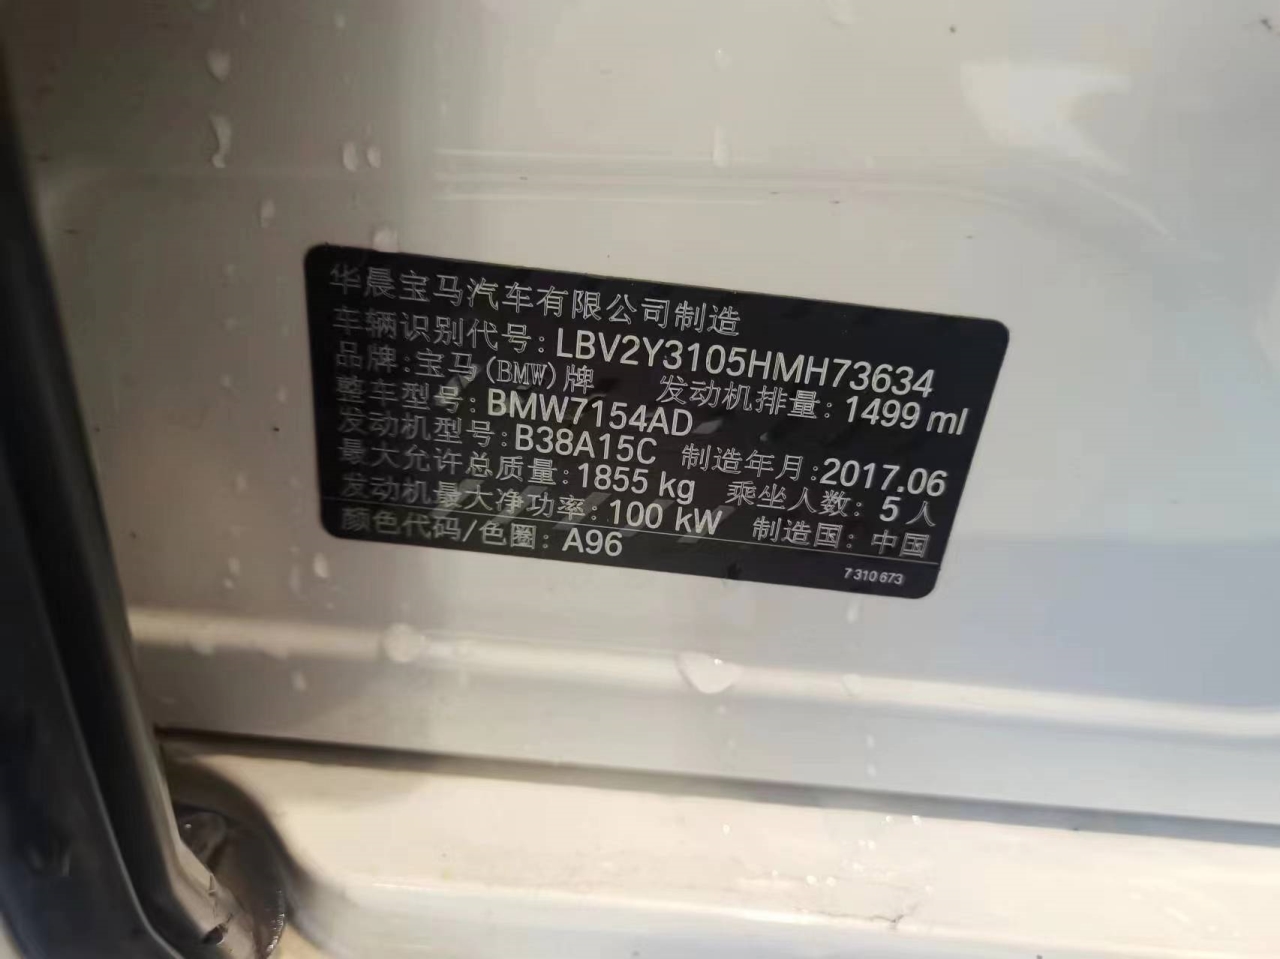 华晨宝马汽车有限公司制造
车辆识别代号: LBV2Y3105HMH73634
品牌: 宝马(BMW)牌 发动机排量: 1499 ml
整车型号: BMW7154AD
发动机型号: B38A15C 制造年月: 2017.06
最大允许总质量: 1855 kg 乘坐人数: 5 人
发动机最大净功率: 100 kW 制造国: 中国
颜色代码/色圈: A96
7 310 673